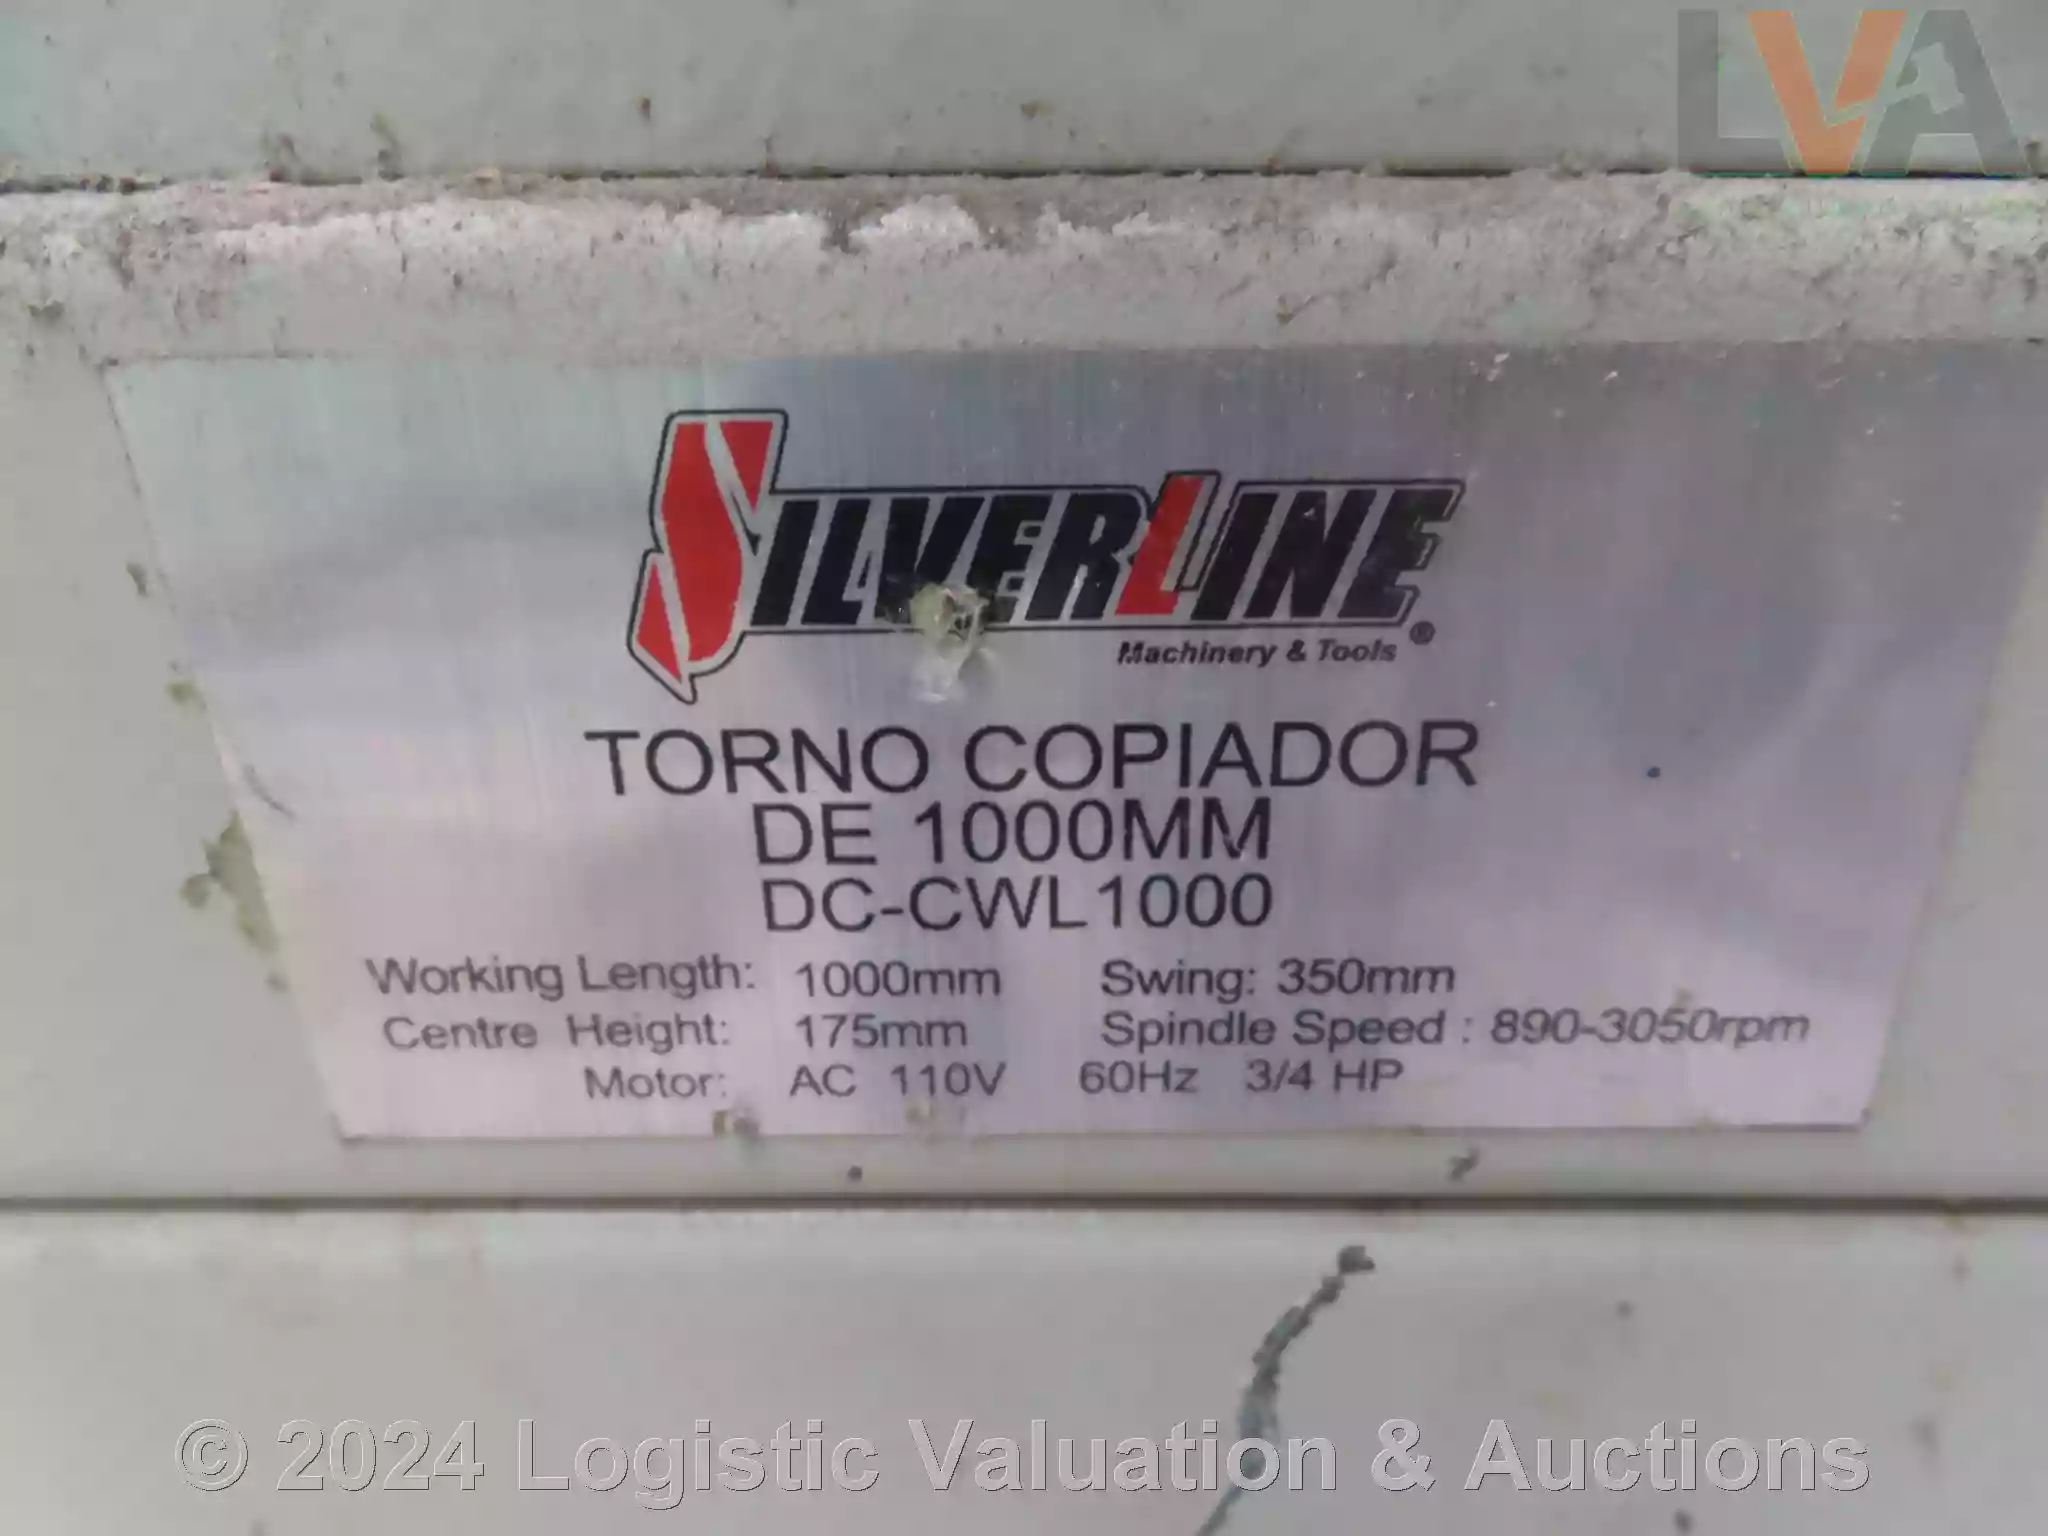 LVA
SILVERLINE
Machinery & Tools ®
TORNO COPIADOR
DE 1000MM
DC-CWL1000
Working Length: 1000mm Swing: 350mm
Centre Height: 175mm Spindle Speed : 890-3050rpm
Motor: AC 110V 60Hz 3/4 HP
© 2024 Logistic Valuation & Auctions